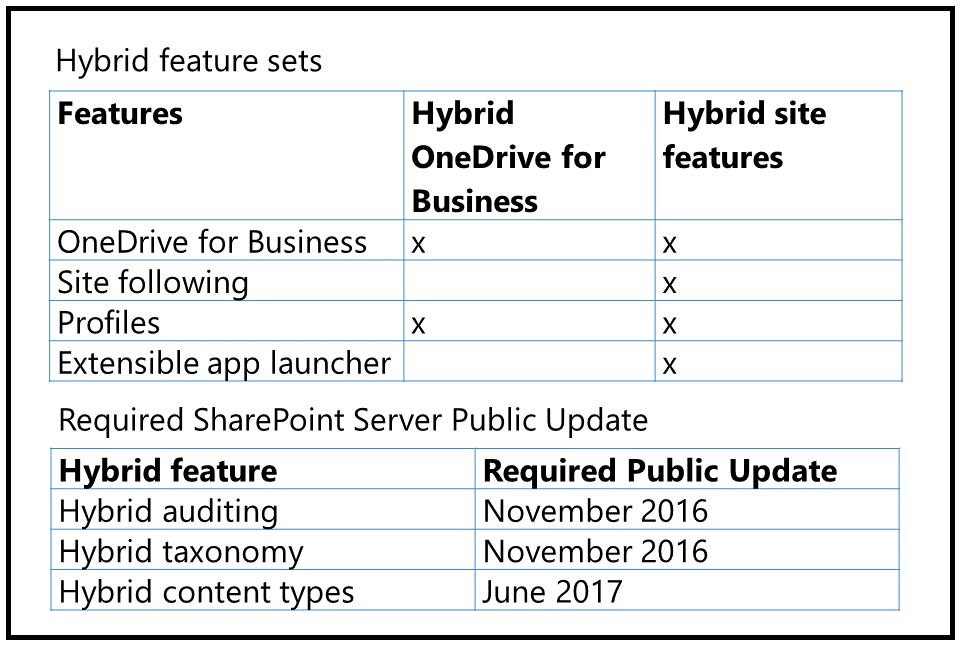 Hybrid feature sets
Features Hybrid OneDrive for Business Hybrid site features
OneDrive for Business x x
Site following x
Profiles x x
Extensible app launcher x
Required SharePoint Server Public Update
Hybrid feature Required Public Update
Hybrid auditing November 2016
Hybrid taxonomy November 2016
Hybrid content types June 2017